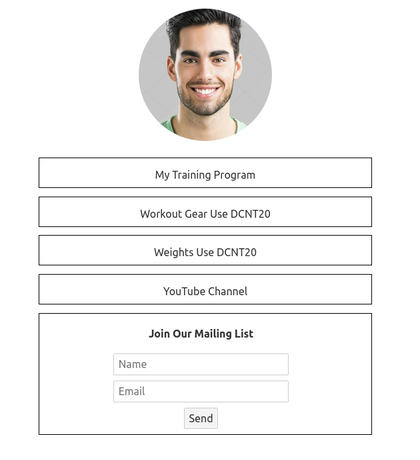 My Training Program
Workout Gear Use DCNT20
Weights Use DCNT20
YouTube Channel
Join Our Mailing List
Name
Email
Send